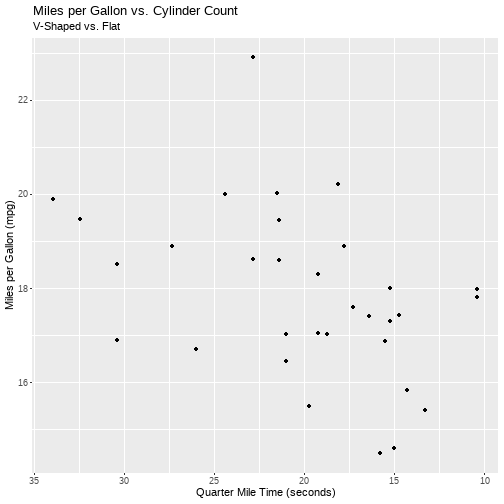 Miles per Gallon vs. Cylinder Count
V-Shaped vs. Flat
Miles per Gallon (mpg)
22
20
18
16
35 30 25 20 15 10
Quarter Mile Time (seconds)